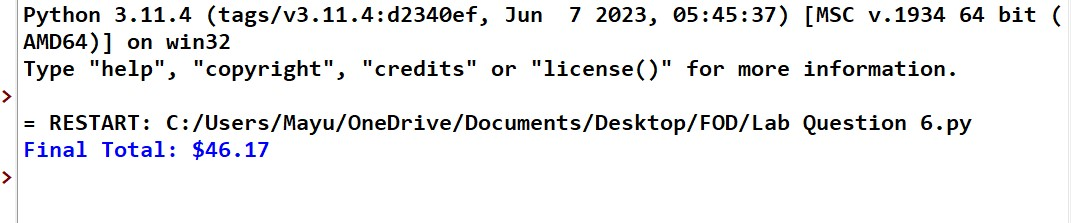 Python 3.11.4 (tags/v3.11.4:d2340ef, Jun  7 2023, 05:45:37) [MSC v.1934 64 bit (
AMD64)] on win32
Type "help", "copyright", "credits" or "license()" for more information.
>
= RESTART: C:/Users/Mayu/OneDrive/Documents/Desktop/FOD/Lab Question 6.py
Final Total: $46.17
>